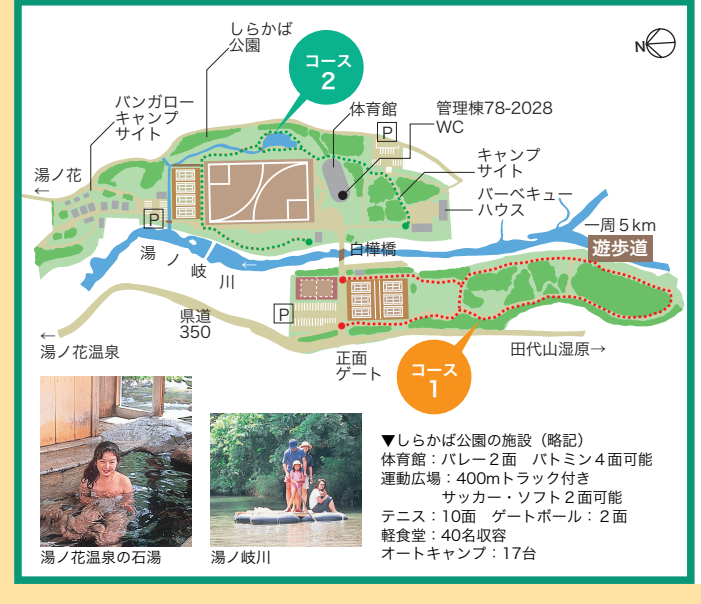 しらかば
公園
コース
2
N
バンガロー
キャンプ
サイト
体育館
管理棟78-2028
WC
P
キャンプ
サイト
湯ノ花
←
バーベキュー
ハウス
P
一周5km
遊歩道
白樺橋
湯ノ岐川
←
P
県道
350
←
湯ノ花温泉
正面
ゲート
コース
1
田代山湿原→
▼しらかば公園の施設（略記）
体育館：バレー2面　バトミン4面可能
運動広場：400mトラック付き
サッカー・ソフト2面可能
テニス：10面　ゲートボール：2面
軽食堂：40名収容
オートキャンプ：17台
湯ノ花温泉の石湯
湯ノ岐川